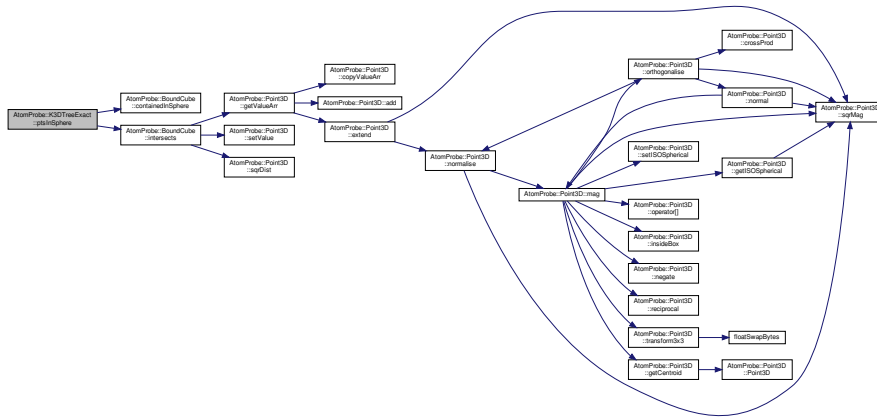 AtomProbe::K3DTreeExact
::ptsInSphere
AtomProbe::BoundCube
::containedInSphere
AtomProbe::BoundCube
::intersects
AtomProbe::Point3D
::getValueArr
AtomProbe::Point3D
::setValue
AtomProbe::Point3D
::sqrDist
AtomProbe::Point3D
::copyValueArr
AtomProbe::Point3D::add
AtomProbe::Point3D
::extend
AtomProbe::Point3D
::normalise
AtomProbe::Point3D::mag
AtomProbe::Point3D
::orthogonalise
AtomProbe::Point3D
::setISOSpherical
AtomProbe::Point3D
::operator[]
AtomProbe::Point3D
::insideBox
AtomProbe::Point3D
::negate
AtomProbe::Point3D
::reciprocal
AtomProbe::Point3D
::transform3x3
AtomProbe::Point3D
::getCentroid
AtomProbe::Point3D
::crossProd
AtomProbe::Point3D
::normal
AtomProbe::Point3D
::getISOSpherical
floatSwapBytes
AtomProbe::Point3D
::Point3D
AtomProbe::Point3D
::sqrMag